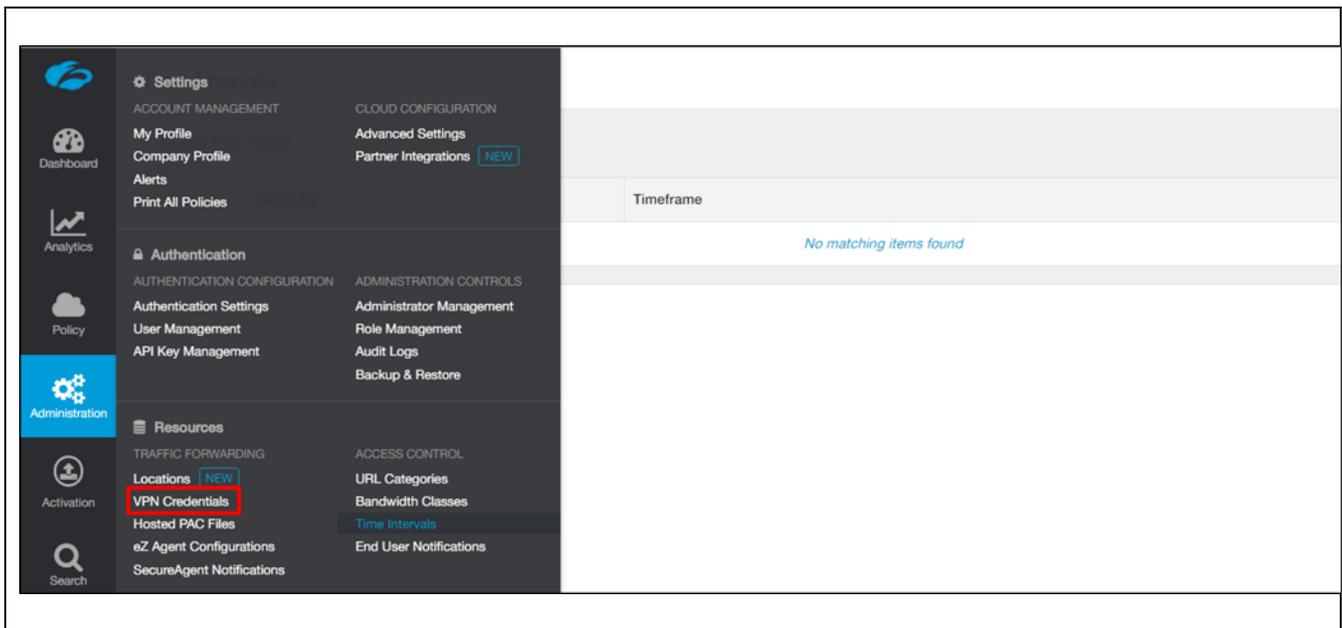 Settings
ACCOUNT MANAGEMENT
My Profile
Company Profile
Alerts
Print All Policies
CLOUD CONFIGURATION
Advanced Settings
Partner Integrations NEW
Authentication
AUTHENTICATION CONFIGURATION
Authentication Settings
User Management
API Key Management
ADMINISTRATION CONTROLS
Administrator Management
Role Management
Audit Logs
Backup & Restore
Resources
TRAFFIC FORWARDING
Locations NEW
VPN Credentials
Hosted PAC Files
eZ Agent Configurations
SecureAgent Notifications
ACCESS CONTROL
URL Categories
Bandwidth Classes
Time Intervals
End User Notifications
Dashboard
Analytics
Policy
Administration
Activation
Search
Timeframe
No matching items found